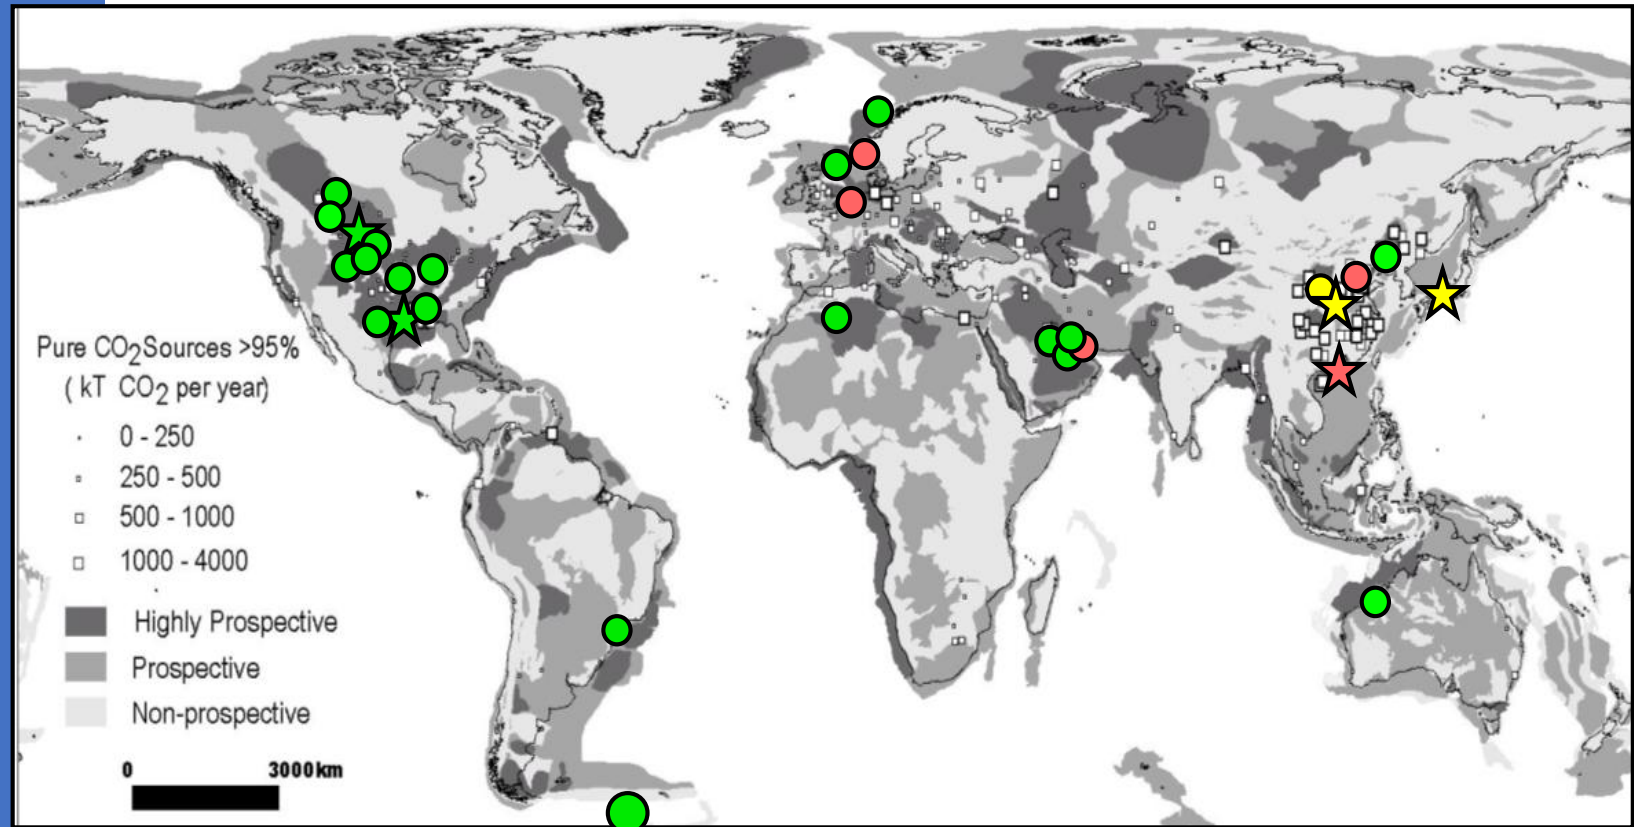 Pure CO2Sources >95%
( kT CO2 per year)
0 - 250
250 - 500
500 - 1000
1000 - 4000
Highly Prospective
Prospective
Non-prospective
0 3000km